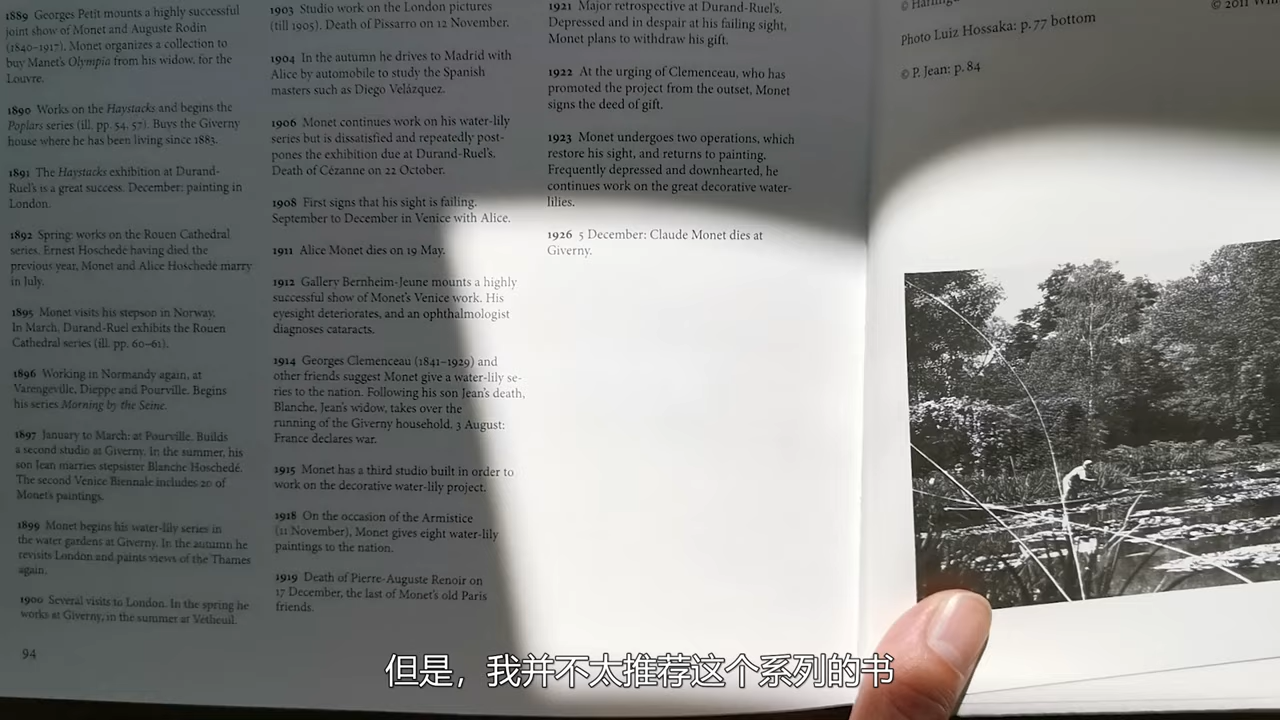 1889 Georges Petit mounts a highly successful
joint show of Monet and Auguste Rodin
(1840–1917). Monet organizes a collection to
buy Manet's Olympia from his widow, for the
Louvre.
1890 Works on the Haystacks and begins the
Poplars series (ill. pp. 54, 57). Buys the Giverny
house where he has been living since 1883.
1891 The Haystacks exhibition at Durand-
Ruel's is a great success. December: painting in
London.
1892 Spring: works on the Rouen Cathedral
series. Ernest Hoschedé having died the
previous year, Monet and Alice Hoschedé marry
in July.
1895 Monet visits his stepson in Norway.
In March, Durand-Ruel exhibits the Rouen
Cathedral series (ill. pp. 60–61).
1896 Working in Normandy again, at
Varengeville, Dieppe and Pourville. Begins
his series Morning by the Seine.
1897 January to March: at Pourville. Builds
a second studio at Giverny. In the summer, his
son Jean marries stepsister Blanche Hoschedé.
The second Venice Biennale includes 20 of
Monet's paintings.
1899 Monet begins his water-lily series in
the water gardens at Giverny. In the autumn he
revisits London and paints views of the Thames
again.
1900 Several visits to London. In the spring he
works at Giverny, in the summer at Vétheuil.
94
1903 Studio work on the London pictures
(till 1905). Death of Pissarro on 12 November.
1904 In the autumn he drives to Madrid with
Alice by automobile to study the Spanish
masters such as Diego Velázquez.
1906 Monet continues work on his water-lily
series but is dissatisfied and repeatedly post-
pones the exhibition due at Durand-Ruel's.
Death of Cézanne on 22 October.
1908 First signs that his sight is failing.
September to December in Venice with Alice.
1911 Alice Monet dies on 19 May.
1912 Gallery Bernheim-Jeune mounts a highly
successful show of Monet's Venice work. His
eyesight deteriorates, and an ophthalmologist
diagnoses cataracts.
1914 Georges Clemenceau (1841–1929) and
other friends suggest Monet give a water-lily se-
ries to the nation. Following his son Jean's death,
Blanche, Jean's widow, takes over the
running of the Giverny household. 3 August:
France declares war.
1915 Monet has a third studio built in order to
work on the decorative water-lily project.
1918 On the occasion of the Armistice
(11 November), Monet gives eight water-lily
paintings to the nation.
1919 Death of Pierre-Auguste Renoir on
17 December, the last of Monet's old Paris
friends.
1921 Major retrospective at Durand-Ruel's.
Depressed and in despair at his failing sight,
Monet plans to withdraw his gift.
1922 At the urging of Clemenceau, who has
promoted the project from the outset, Monet
signs the deed of gift.
1923 Monet undergoes two operations, which
restore his sight, and returns to painting.
Frequently depressed and downhearted, he
continues work on the great decorative water-
lilies.
1926 5 December: Claude Monet dies at
Giverny.
© 2011
Photo Luiz Hossaka: p. 77 bottom
© P. Jean: p. 84
但是，我并不太推荐这个系列的书